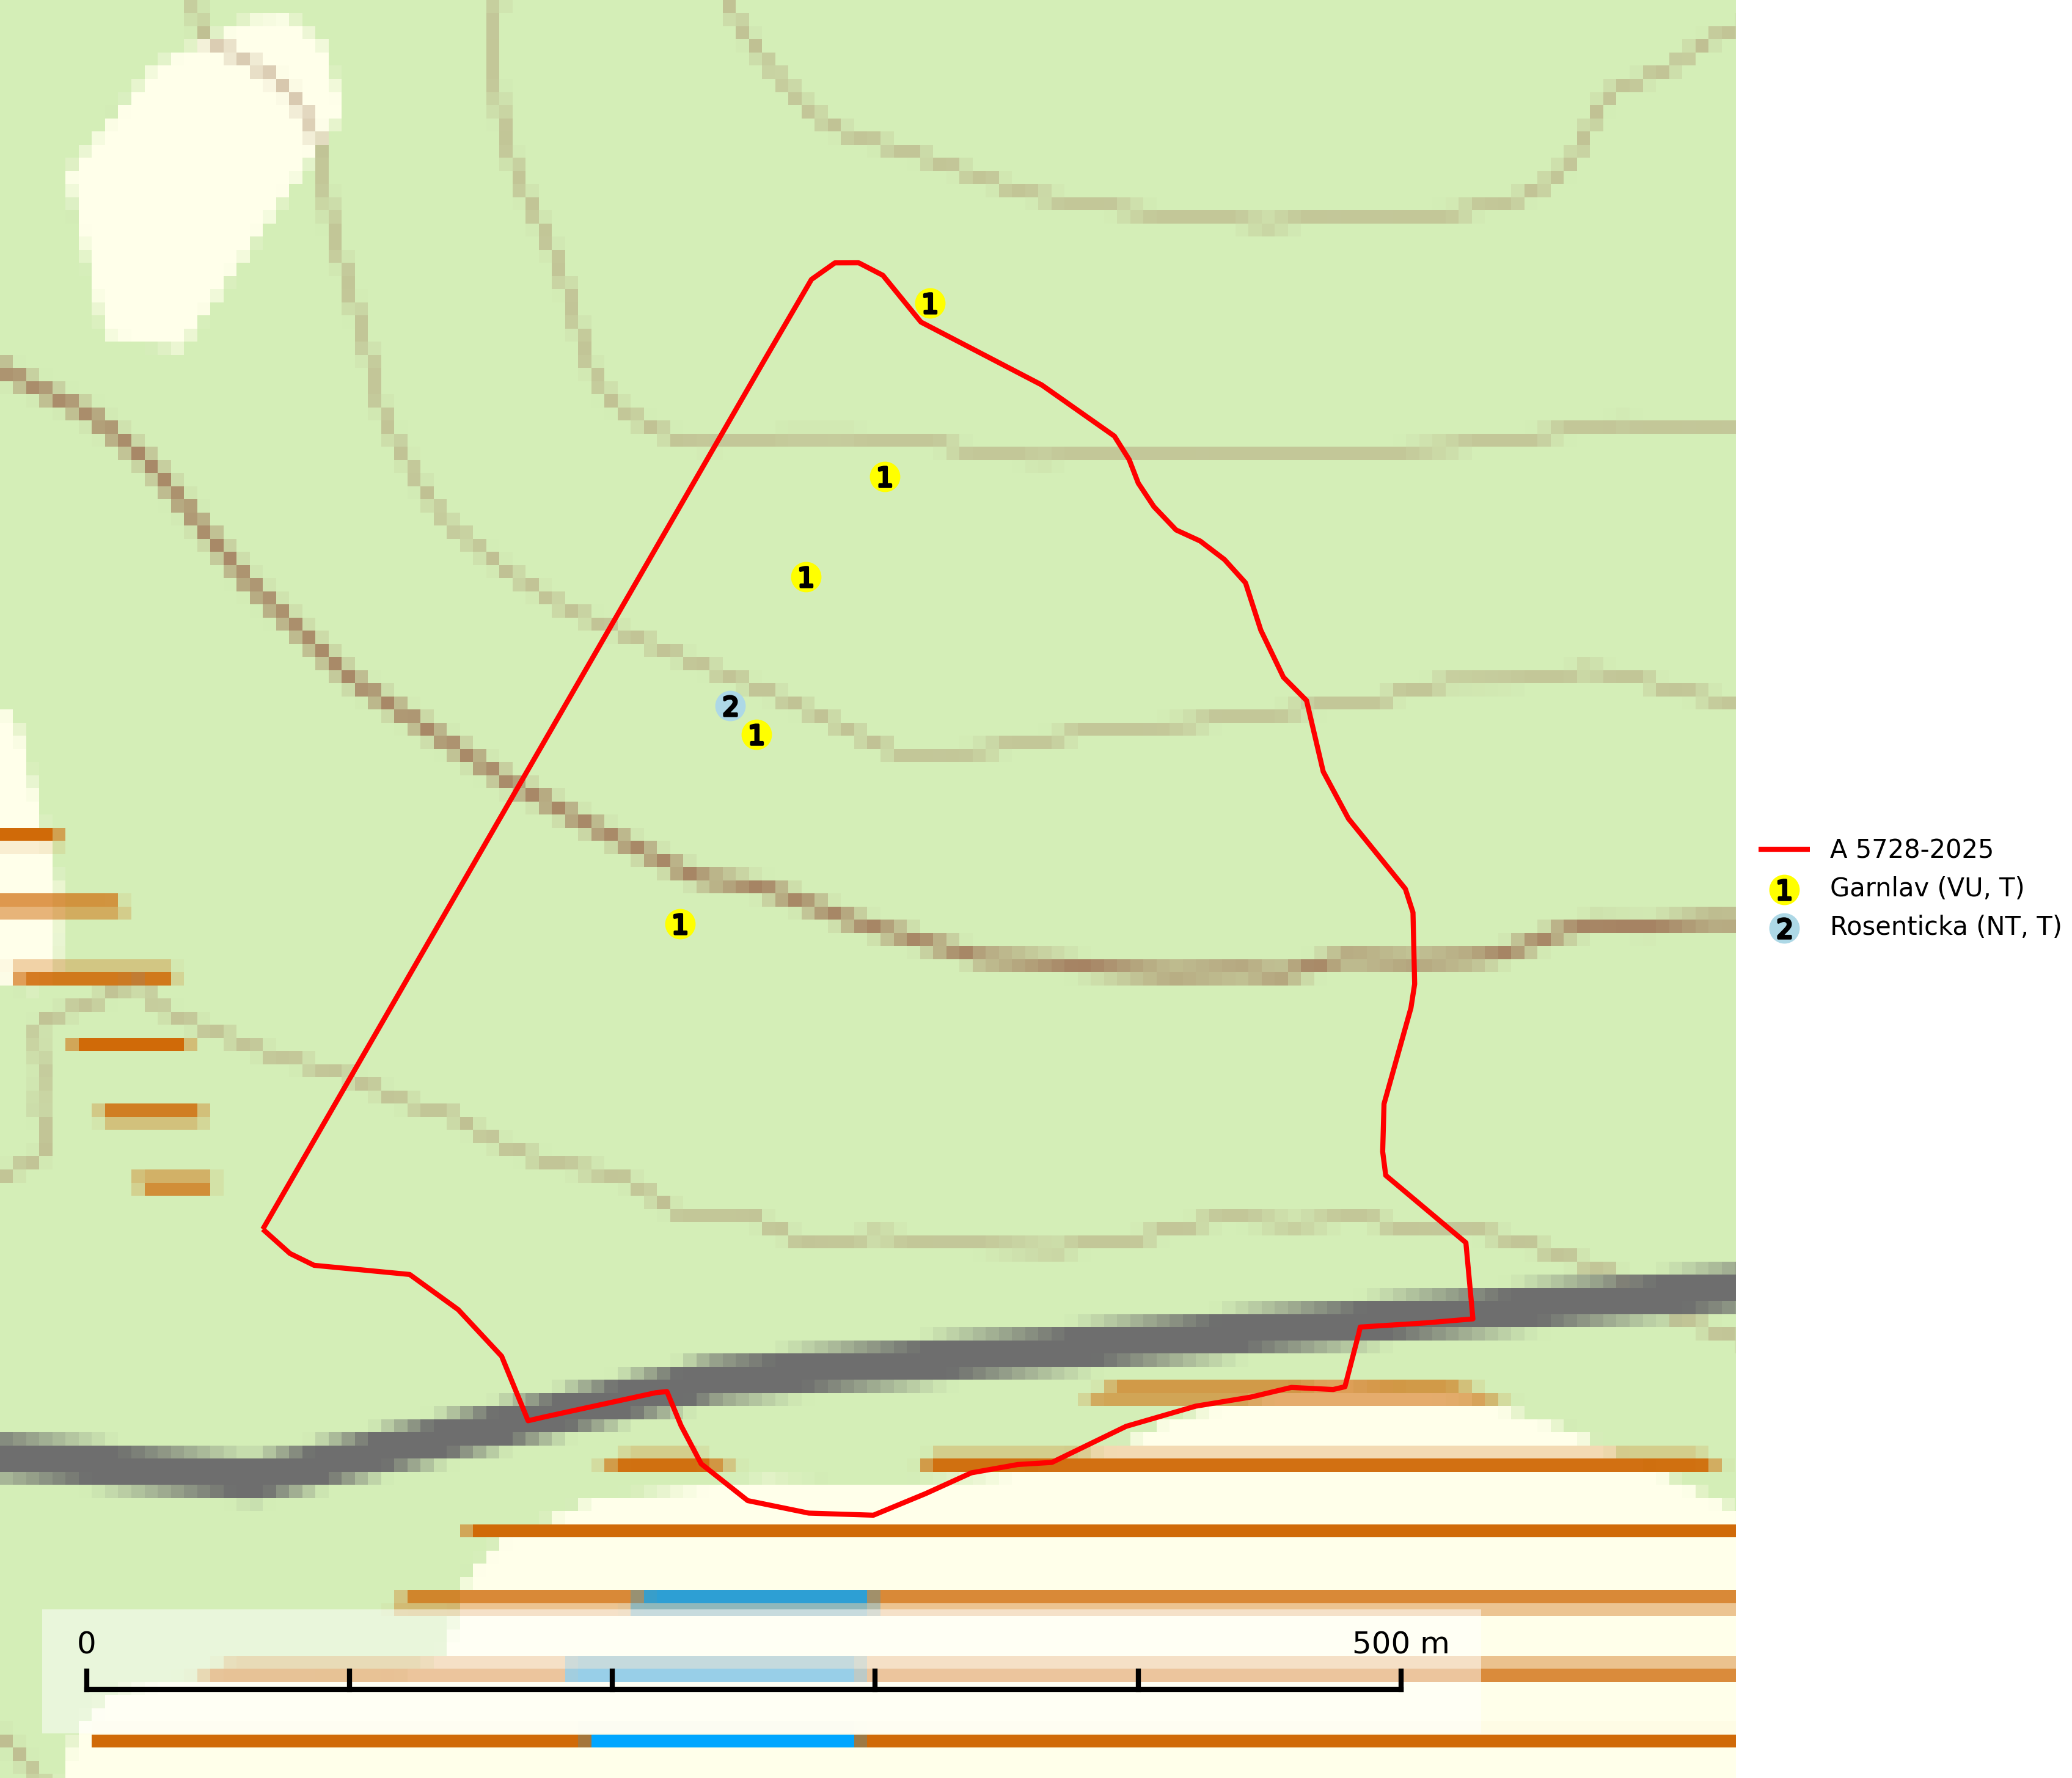 1
1
1
2
1
1
A 5728-2025
1 Garnlav (VU, T)
2 Rosenticka (NT, T)
0 500 m